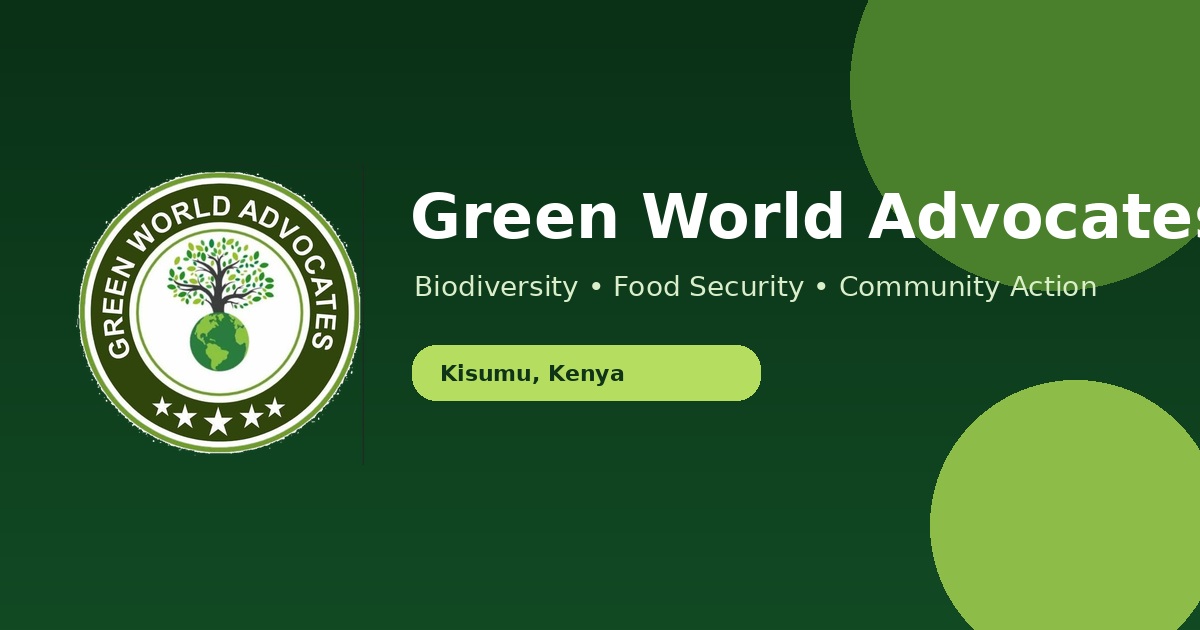 GREEN WORLD ADVOCATES
Green World Advocates
Biodiversity • Food Security • Community Action
Kisumu, Kenya